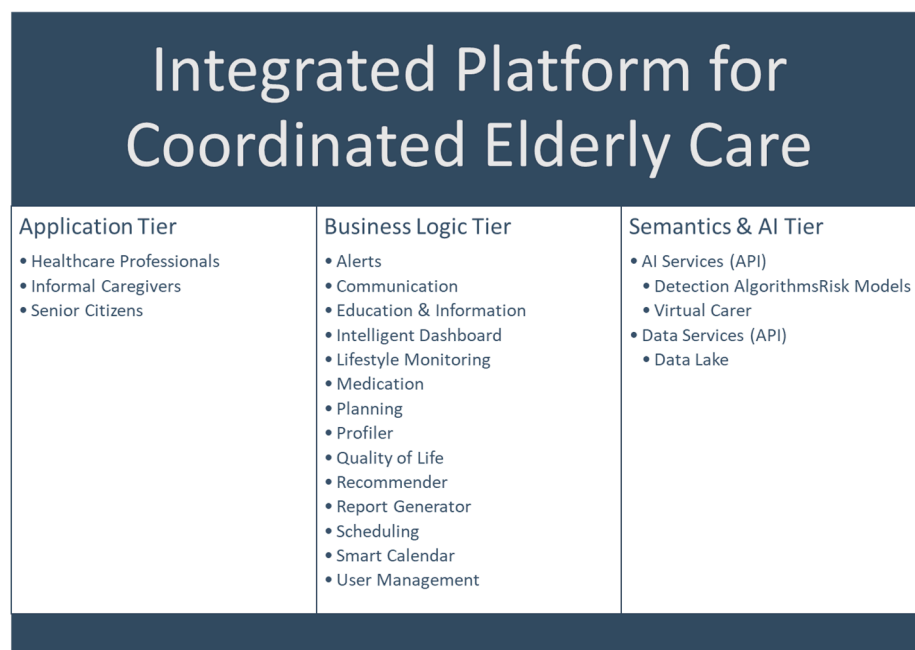 Integrated Platform for
Coordinated Elderly Care
Application Tier
• Healthcare Professionals
• Informal Caregivers
• Senior Citizens
Business Logic Tier
• Alerts
• Communication
• Education & Information
• Intelligent Dashboard
• Lifestyle Monitoring
• Medication
• Planning
• Profiler
• Quality of Life
• Recommender
• Report Generator
• Scheduling
• Smart Calendar
• User Management
Semantics & AI Tier
• AI Services (API)
• Detection AlgorithmsRisk Models
• Virtual Carer
• Data Services (API)
• Data Lake